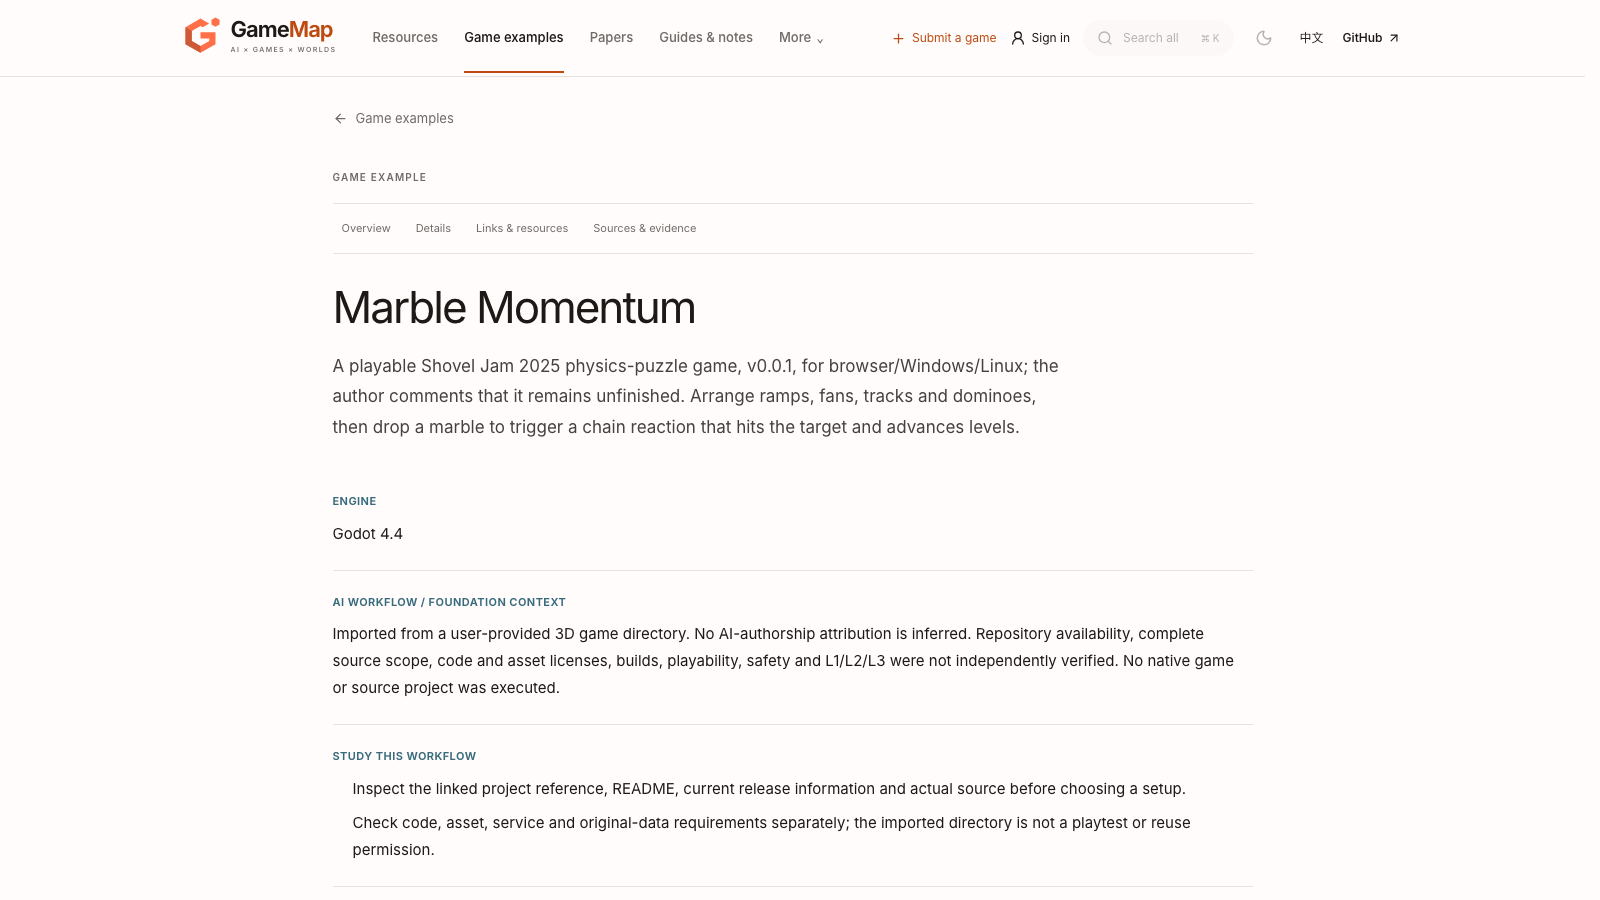 GameMap
AI × GAMES × WORLDS
Resources
Game examples
Papers
Guides & notes
More
Submit a game
Sign in
Search all
⌘ K
中文
GitHub
Game examples
GAME EXAMPLE
Overview
Details
Links & resources
Sources & evidence
Marble Momentum
A playable Shovel Jam 2025 physics-puzzle game, v0.0.1, for browser/Windows/Linux; the
author comments that it remains unfinished. Arrange ramps, fans, tracks and dominoes,
then drop a marble to trigger a chain reaction that hits the target and advances levels.
ENGINE
Godot 4.4
AI WORKFLOW / FOUNDATION CONTEXT
Imported from a user-provided 3D game directory. No AI-authorship attribution is inferred. Repository availability, complete
source scope, code and asset licenses, builds, playability, safety and L1/L2/L3 were not independently verified. No native game
or source project was executed.
STUDY THIS WORKFLOW
Inspect the linked project reference, README, current release information and actual source before choosing a setup.
Check code, asset, service and original-data requirements separately; the imported directory is not a playtest or reuse
permission.